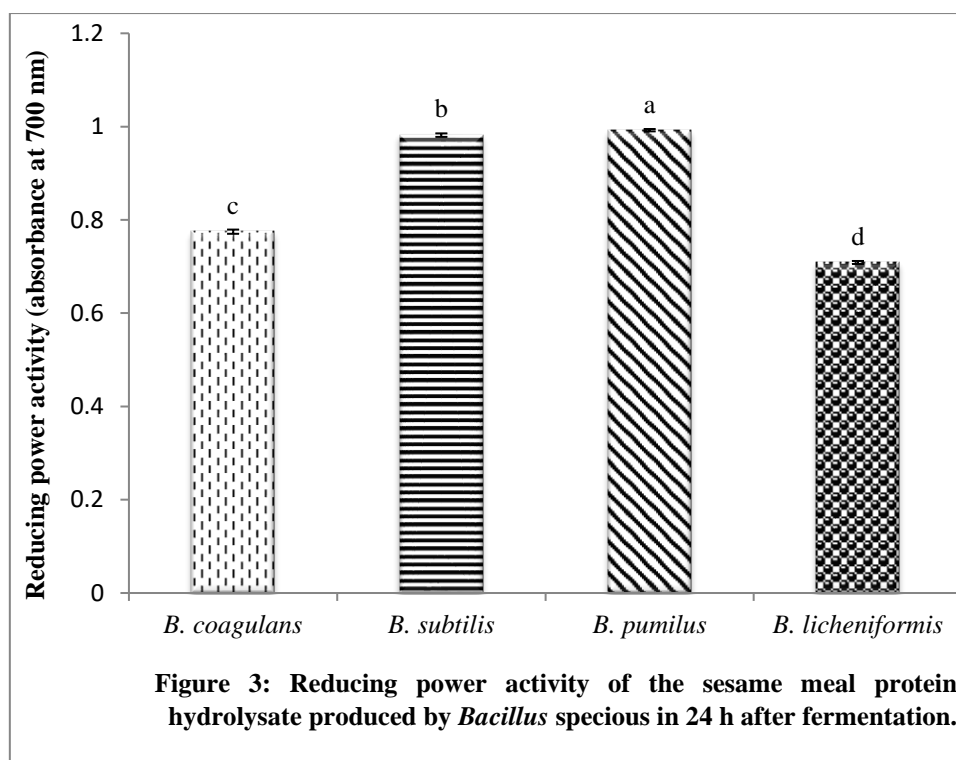 Reducing power activity (absorbance at 700 nm)
1.2
1
0.8
0.6
0.4
0.2
0
c
b
a
d
B. coagulans
B. subtilis
B. pumilus
B. licheniformis
Figure 3: Reducing power activity of the sesame meal protein
hydrolysate produced by Bacillus specious in 24 h after fermentation.